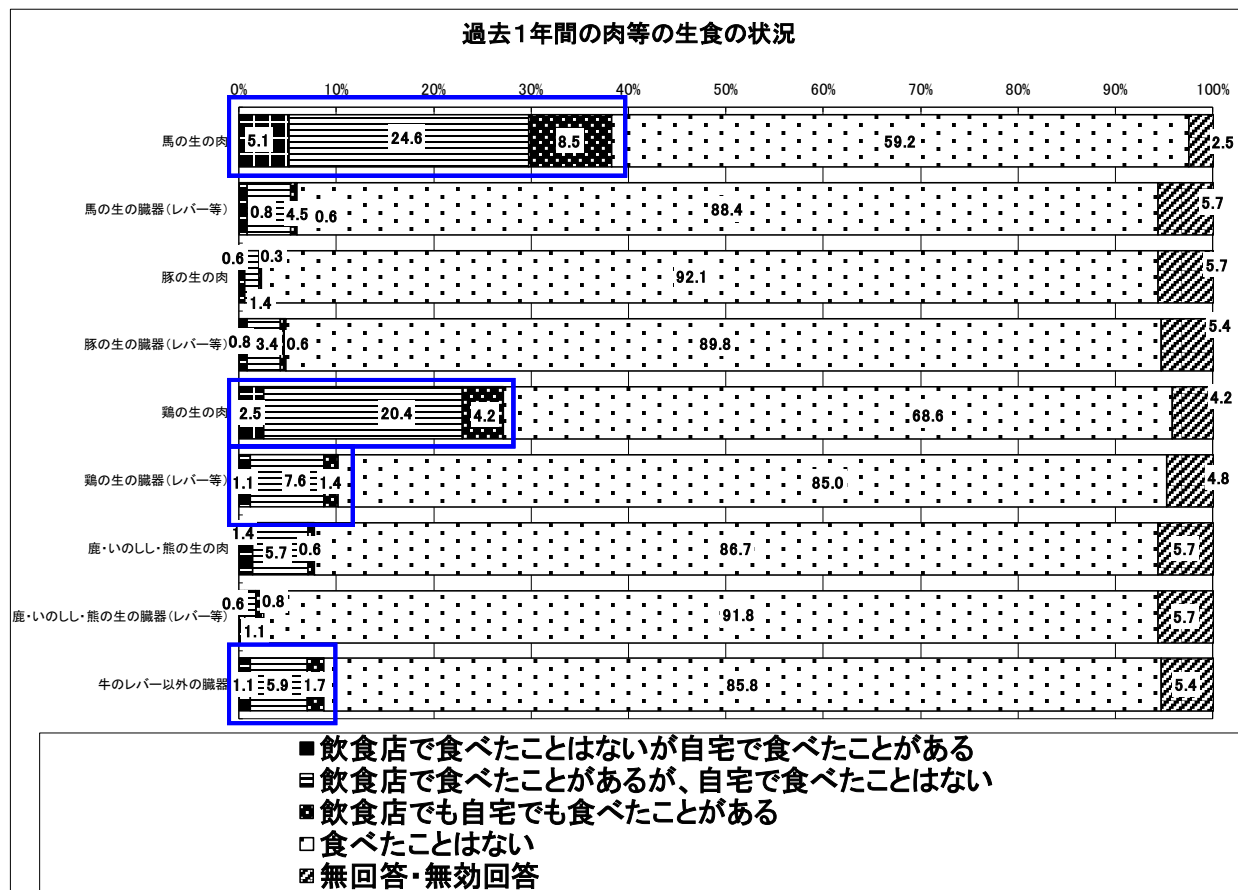 過去１年間の肉等の生食の状況
0% 10% 20% 30% 40% 50% 60% 70% 80% 90% 100%
馬の生の肉 5.1 24.6 8.5 59.2 2.5
馬の生の臓器(レバー等) 0.8 4.5 0.6 88.4 5.7
豚の生の肉 0.6 1.4 0.3 92.1 5.7
豚の生の臓器(レバー等) 0.8 3.4 0.6 89.8 5.4
鶏の生の肉 2.5 20.4 4.2 68.6 4.2
鶏の生の臓器(レバー等) 1.1 7.6 1.4 85.0 4.8
鹿・いのしし・熊の生の肉 1.4 5.7 0.6 86.7 5.7
鹿・いのしし・熊の生の臓器(レバー等) 0.6 1.1 0.8 91.8 5.7
牛のレバー以外の臓器 1.1 5.9 1.7 85.8 5.4
飲食店で食べたことはないが自宅で食べたことがある
飲食店で食べたことがあるが、自宅で食べたことはない
飲食店でも自宅でも食べたことがある
食べたことはない
無回答・無効回答